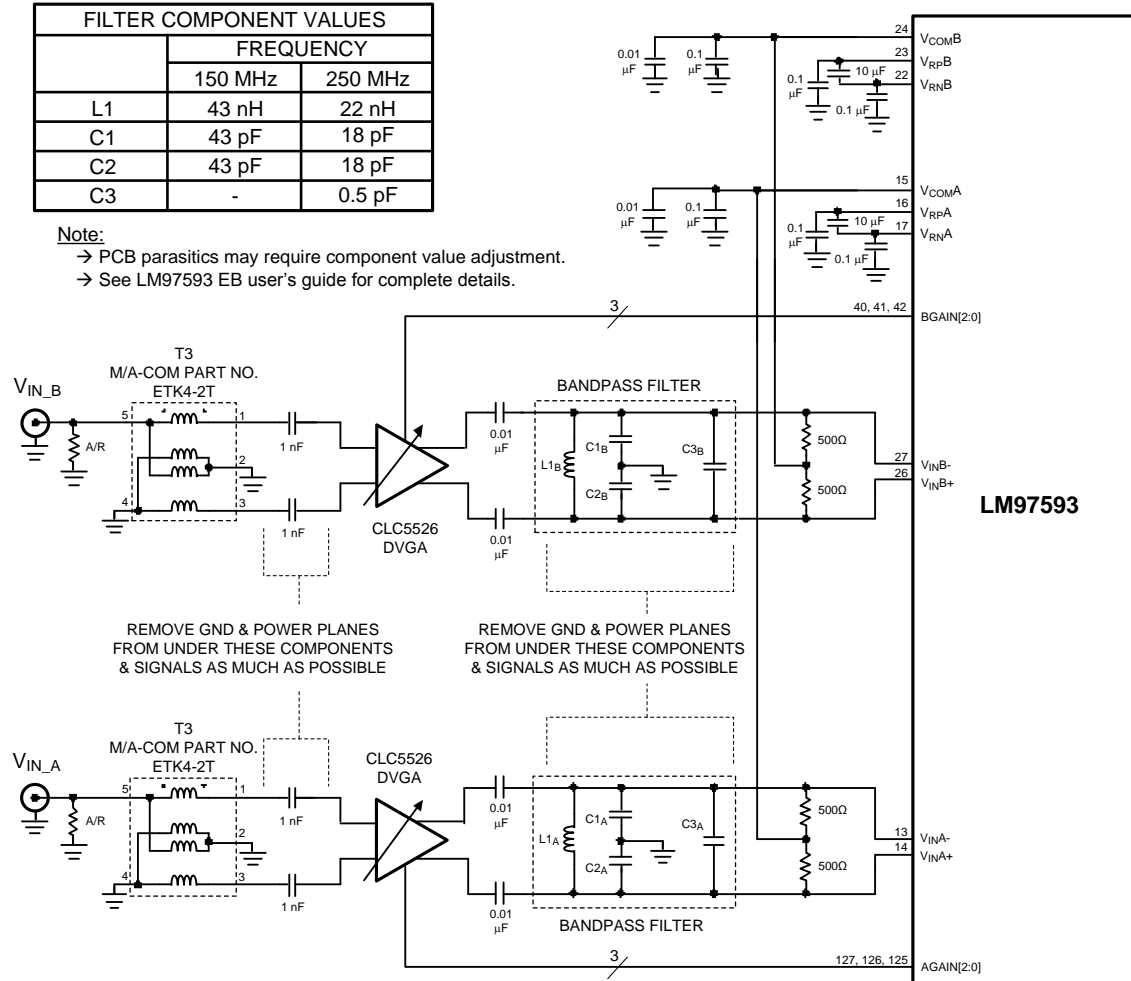 FILTER COMPONENT VALUES
FREQUENCY
150 MHz 250 MHz
L1 43 nH 22 nH
C1 43 pF 18 pF
C2 43 pF 18 pF
C3 - 0.5 pF
Note:
→ PCB parasitics may require component value adjustment.
→ See LM97593 EB user's guide for complete details.
0.01 µF
0.1 µF
24 VCOMB
23 VRPB
0.1 µF
10 µF
22 VRNB
0.1 µF
0.01 µF
0.1 µF
15 VCOMA
16 VRPA
0.1 µF
10 µF
17 VRNA
0.1 µF
3
40, 41, 42 BGAIN[2:0]
LM97593
VIN_B
A/R
T3
M/A-COM PART NO.
ETK4-2T
5 1
2
4 3
1 nF
1 nF
CLC5526
DVGA
0.01
µF
0.01
µF
BANDPASS FILTER
L1B
C1B
C2B
C3B
500Ω
500Ω
27 VINB-
26 VINB+
REMOVE GND & POWER PLANES
FROM UNDER THESE COMPONENTS
& SIGNALS AS MUCH AS POSSIBLE
REMOVE GND & POWER PLANES
FROM UNDER THESE COMPONENTS
& SIGNALS AS MUCH AS POSSIBLE
VIN_A
A/R
T3
M/A-COM PART NO.
ETK4-2T
5 1
2
4 3
1 nF
1 nF
CLC5526
DVGA
0.01
µF
0.01
µF
L1A
C1A
C2A
C3A
BANDPASS FILTER
500Ω
500Ω
13 VINA-
14 VINA+
3
127, 126, 125 AGAIN[2:0]